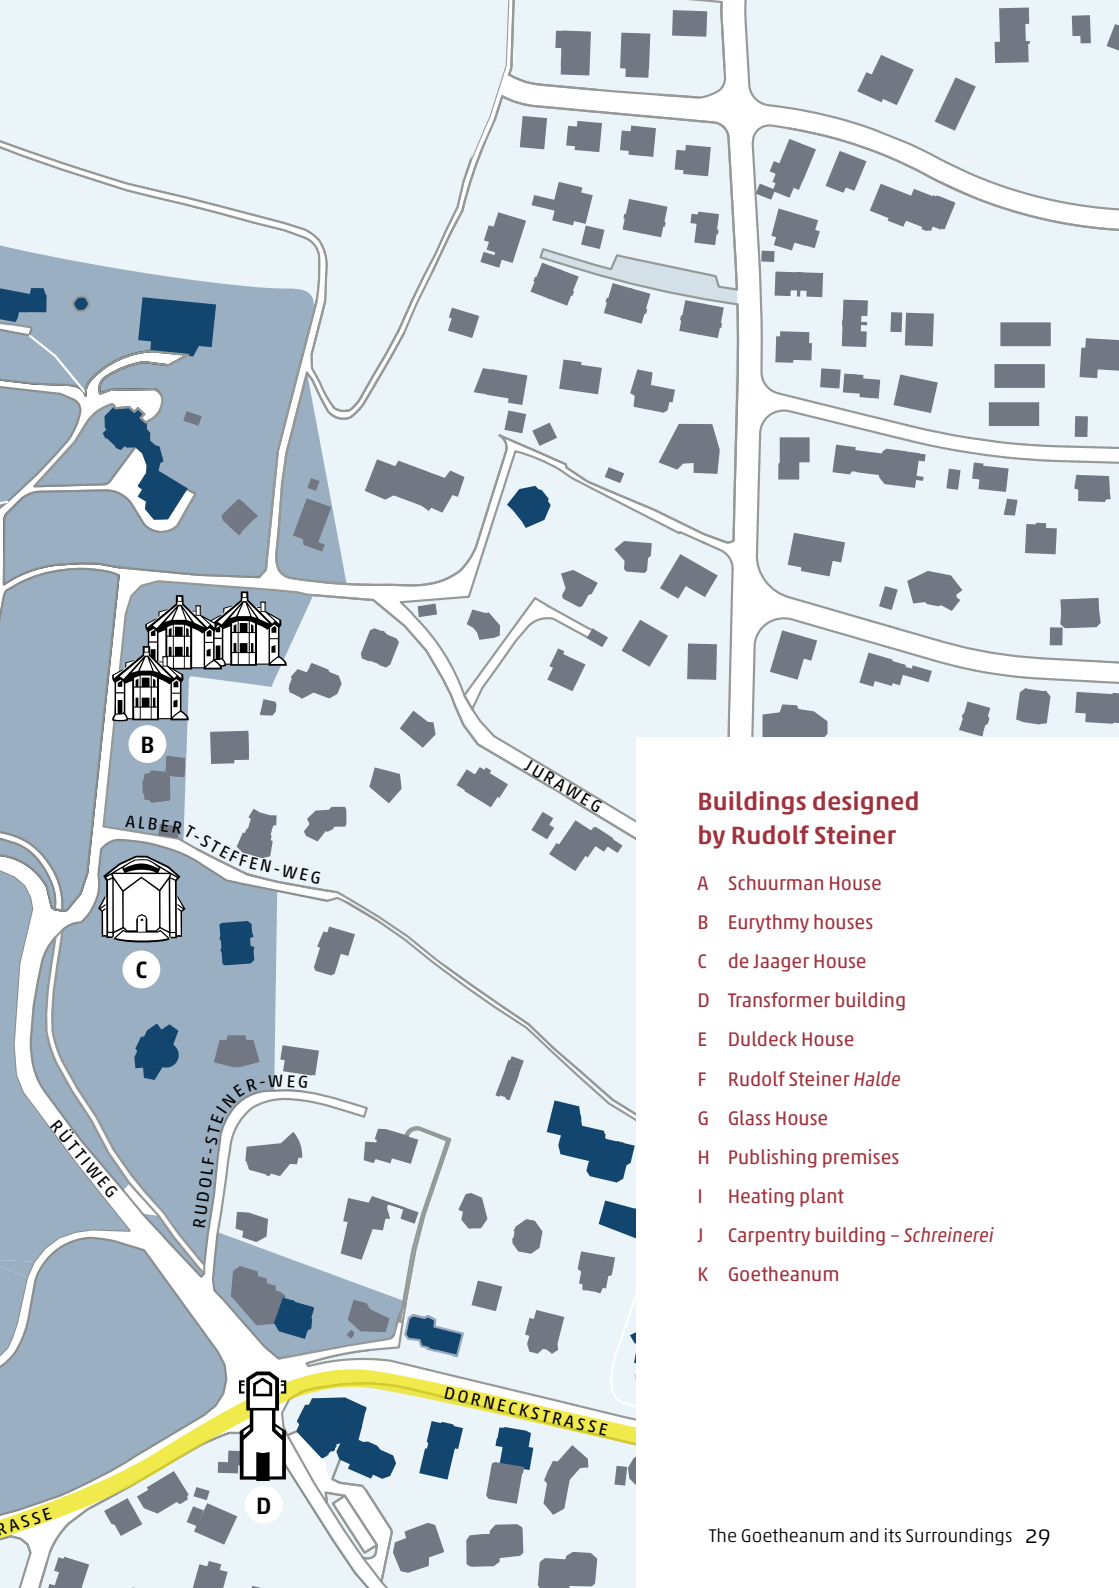 B
JURAWEG
ALBERT-STEFFEN-WEG
C
RUDOLF-STEINER-WEG
RÜTTIWEG
DORNECKSTRASSE
D
RASSE
Buildings designed
by Rudolf Steiner
A Schuurman House
B Eurythmy houses
C de Jaager House
D Transformer building
E Duldeck House
F Rudolf Steiner Halde
G Glass House
H Publishing premises
I Heating plant
J Carpentry building – Schreinerei
K Goetheanum
The Goetheanum and its Surroundings 29